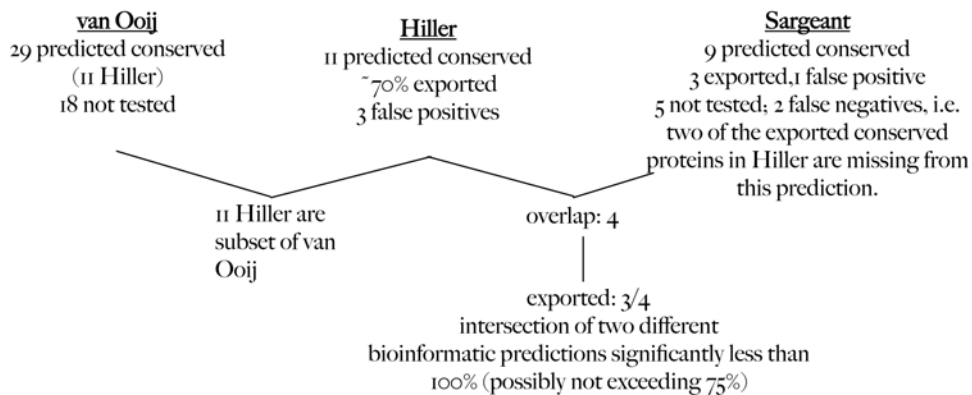 van Ooij
29 predicted conserved
(11 Hiller)
18 not tested
Hiller
11 predicted conserved
~70% exported
3 false positives
Sargeant
9 predicted conserved
3 exported,1 false positive
5 not tested; 2 false negatives, i.e.
two of the exported conserved
proteins in Hiller are missing from
this prediction.
11 Hiller are
subset of van
Ooij
overlap: 4
exported: 3/4
intersection of two different
bioinformatic predictions significantly less than
100% (possibly not exceeding 75%)